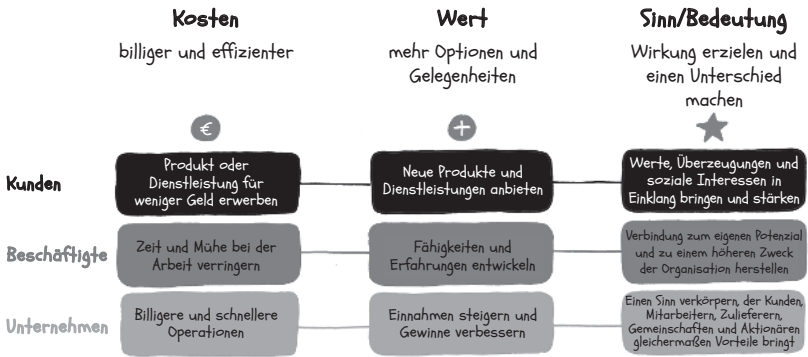 Kosten
Wert
Sinn/Bedeutung
billiger und effizienter
mehr Optionen und
Gelegenheiten
Wirkung erzielen und
einen Unterschied
machen
€
+
Kunden
Produkt oder
Dienstleistung für
weniger Geld erwerben
Neue Produkte und
Dienstleistungen anbieten
Werte, Überzeugungen und
soziale Interessen in
Einklang bringen und stärken
Beschäftigte
Zeit und Mühe bei der
Arbeit verringern
Fähigkeiten und
Erfahrungen entwickeln
Verbindung zum eigenen Potenzial
und zu einem höheren Zweck
der Organisation herstellen
Unternehmen
Billigere und schnellere
Operationen
Einnahmen steigern und
Gewinne verbessern
Einen Sinn verkörpern, der Kunden,
Mitarbeitern, Zulieferern,
Gemeinschaften und Aktionären
gleichermaßen Vorteile bringt